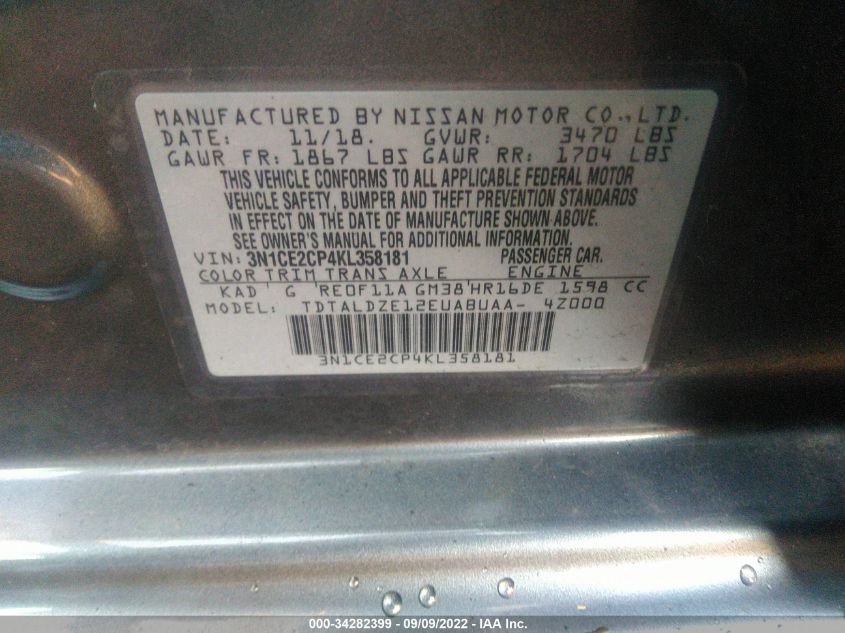 MANUFACTURED BY NISSAN MOTOR CO., LTD.
DATE: 11/18. GVWR: 3470 LBS
GAWR FR: 1867 LBS GAWR RR: 1704 LBS
THIS VEHICLE CONFORMS TO ALL APPLICABLE FEDERAL MOTOR
VEHICLE SAFETY, BUMPER AND THEFT PREVENTION STANDARDS
IN EFFECT ON THE DATE OF MANUFACTURE SHOWN ABOVE.
SEE OWNER'S MANUAL FOR ADDITIONAL INFORMATION.
VIN: 3N1CE2CP4KL358181 PASSENGER CAR.
COLOR TRIM TRANS AXLE ENGINE
KAD G RE0F11A GM38 HR16DE 1598 CC
MODEL: TDTALDZE12EUABUAA- 4Z000
3N1CE2CP4KL358181
000-34282399 - 09/09/2022 - IAA Inc.